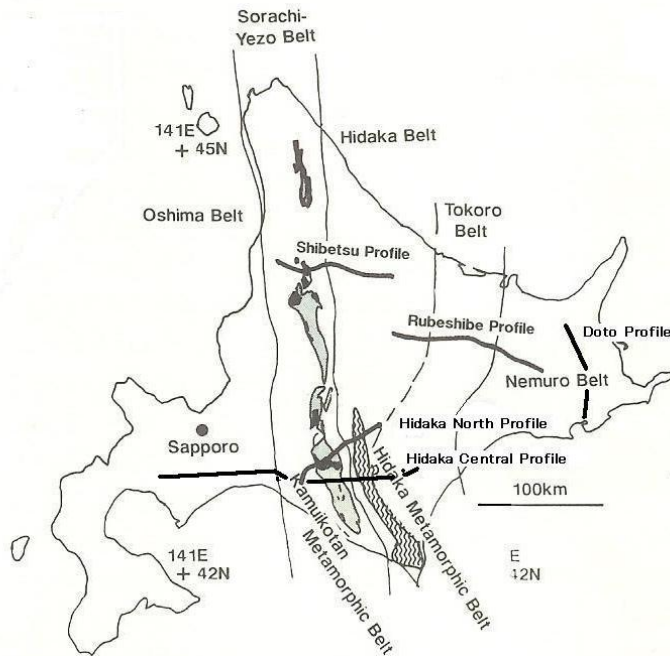 Sorachi-
Yezo Belt
141E
+ 45N
Hidaka Belt
Oshima Belt
Tokoro
Belt
Shibetsu Profile
Rubeshibe Profile
Doto Profile
Nemuro Belt
Hidaka North Profile
Sapporo
Hidaka Central Profile
100km
Kamuikotan
Metamorphic Belt
Hidaka Metamorphic Belt
141E
+ 42N
E
42N